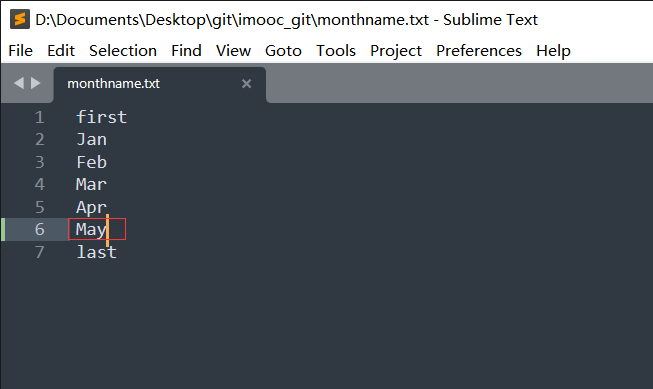 D:\Documents\Desktop\git\imooc_git\monthname.txt - Sublime Text
File Edit Selection Find View Goto Tools Project Preferences Help
monthname.txt
1 first
2 Jan
3 Feb
4 Mar
5 Apr
6 May
7 last